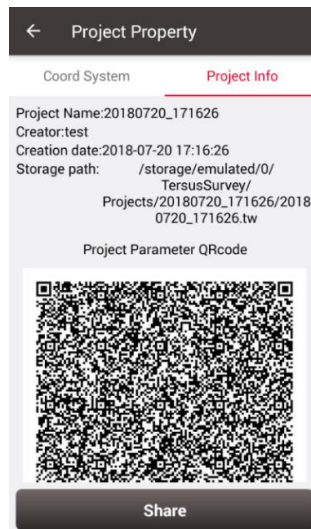 Project Property
Coord System
Project Info
Project Name:20180720_171626
Creator:test
Creation date:2018-07-20 17:16:26
Storage path: /storage/emulated/0/
TersusSurvey/
Projects/20180720_171626/2018
0720_171626.tw
Project Parameter QRcode
Share